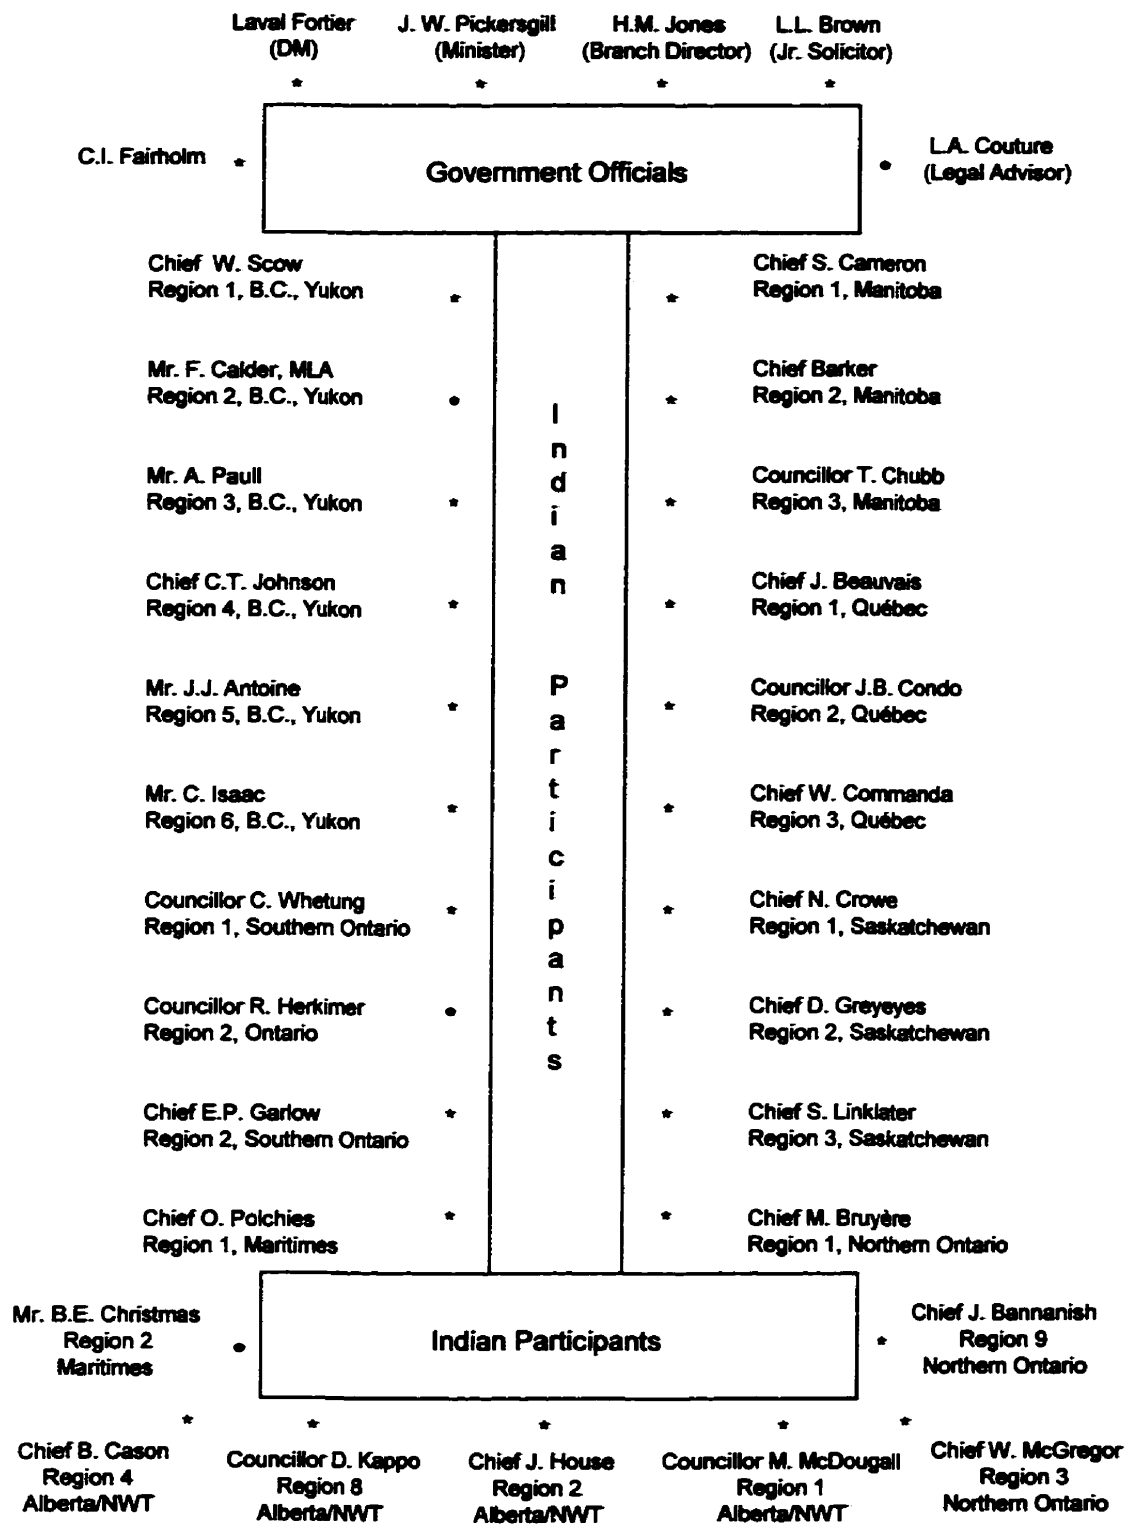 Laval Fortier
(DM)
J. W. Pickersgill
(Minister)
H.M. Jones
(Branch Director)
L.L. Brown
(Jr. Solicitor)
C.I. Fairholm
Government Officials
L.A. Couture
(Legal Advisor)
Chief W. Scow
Region 1, B.C., Yukon
Chief S. Cameron
Region 1, Manitoba
Mr. F. Calder, MLA
Region 2, B.C., Yukon
Chief Barker
Region 2, Manitoba
Mr. A. Paull
Region 3, B.C., Yukon
Councillor T. Chubb
Region 3, Manitoba
Chief C.T. Johnson
Region 4, B.C., Yukon
Chief J. Beauvais
Region 1, Québec
Mr. J.J. Antoine
Region 5, B.C., Yukon
Councillor J.B. Condo
Region 2, Québec
Mr. C. Isaac
Region 6, B.C., Yukon
Chief W. Commanda
Region 3, Québec
Councillor C. Whetung
Region 1, Southern Ontario
Chief N. Crowe
Region 1, Saskatchewan
Councillor R. Herkimer
Region 2, Ontario
Chief D. Greyeyes
Region 2, Saskatchewan
Chief E.P. Garlow
Region 2, Southern Ontario
Chief S. Linklater
Region 3, Saskatchewan
Chief O. Polchies
Region 1, Maritimes
Chief M. Bruyère
Region 1, Northern Ontario
Indian Participants
Mr. B.E. Christmas
Region 2
Maritimes
Indian Participants
Chief J. Bannanish
Region 9
Northern Ontario
Chief B. Cason
Region 4
Alberta/NWT
Councillor D. Kappo
Region 8
Alberta/NWT
Chief J. House
Region 2
Alberta/NWT
Councillor M. McDougall
Region 1
Alberta/NWT
Chief W. McGregor
Region 3
Northern Ontario